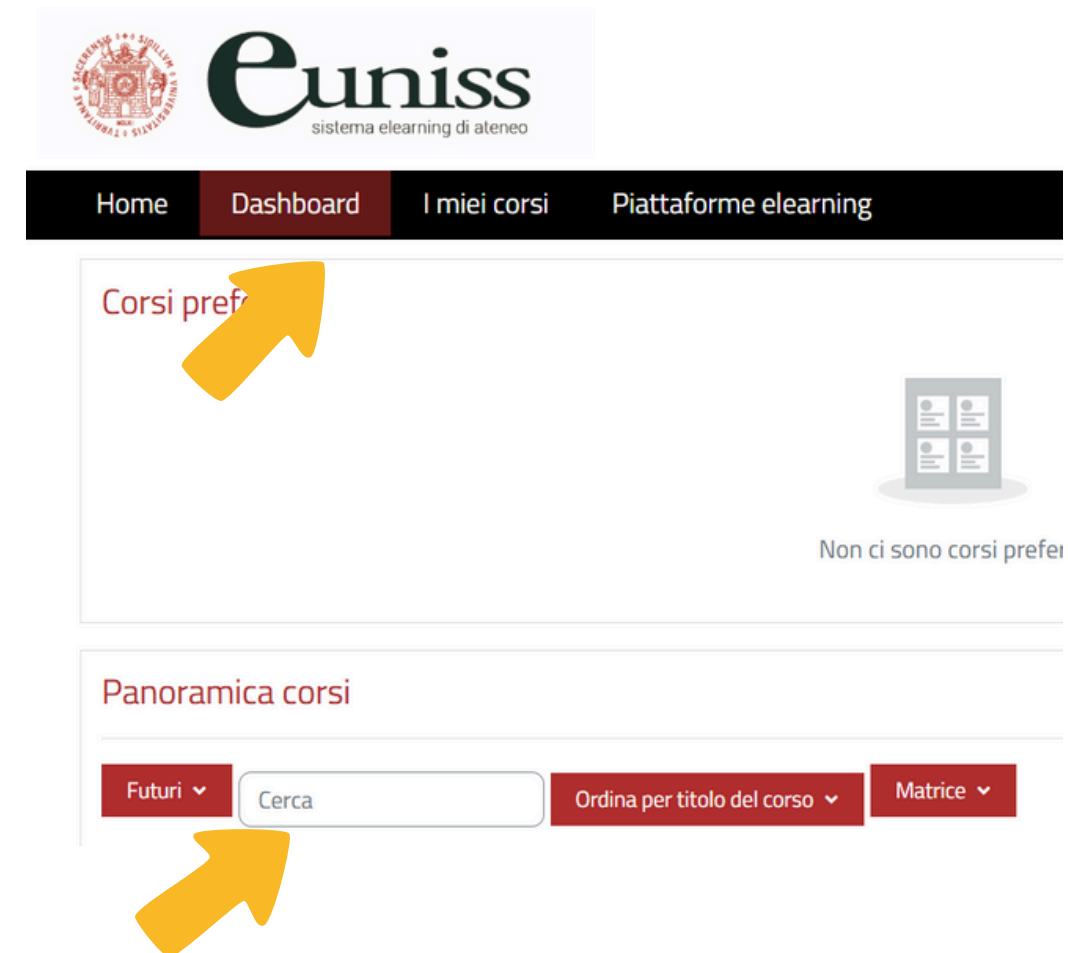 euniss
sistema elearning di ateneo
Home Dashboard I miei corsi Piattaforme elearning
Corsi pref
Non ci sono corsi prefer
Panoramica corsi
Futuri Cerca Ordina per titolo del corso Matrice